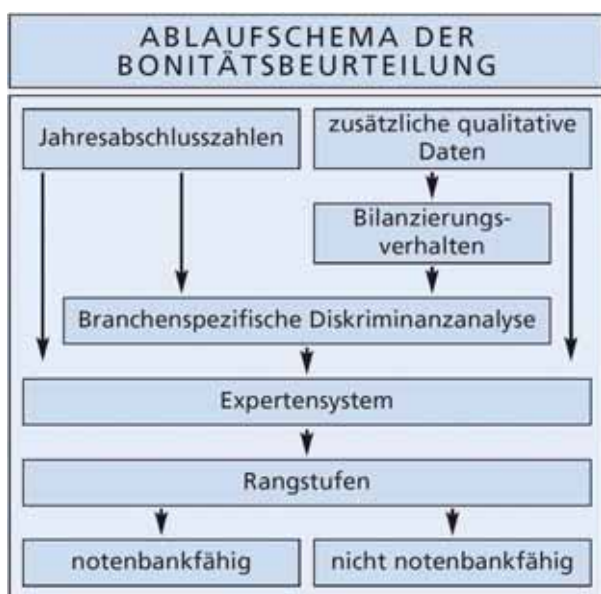 ABLAUFSCHEMA DER
BONITÄTSBEURTEILUNG
Jahresabschlusszahlen
zusätzliche qualitative
Daten
Bilanzierungs-
verhalten
Branchenspezifische Diskriminanzanalyse
Expertensystem
Rangstufen
notenbankfähig
nicht notenbankfähig